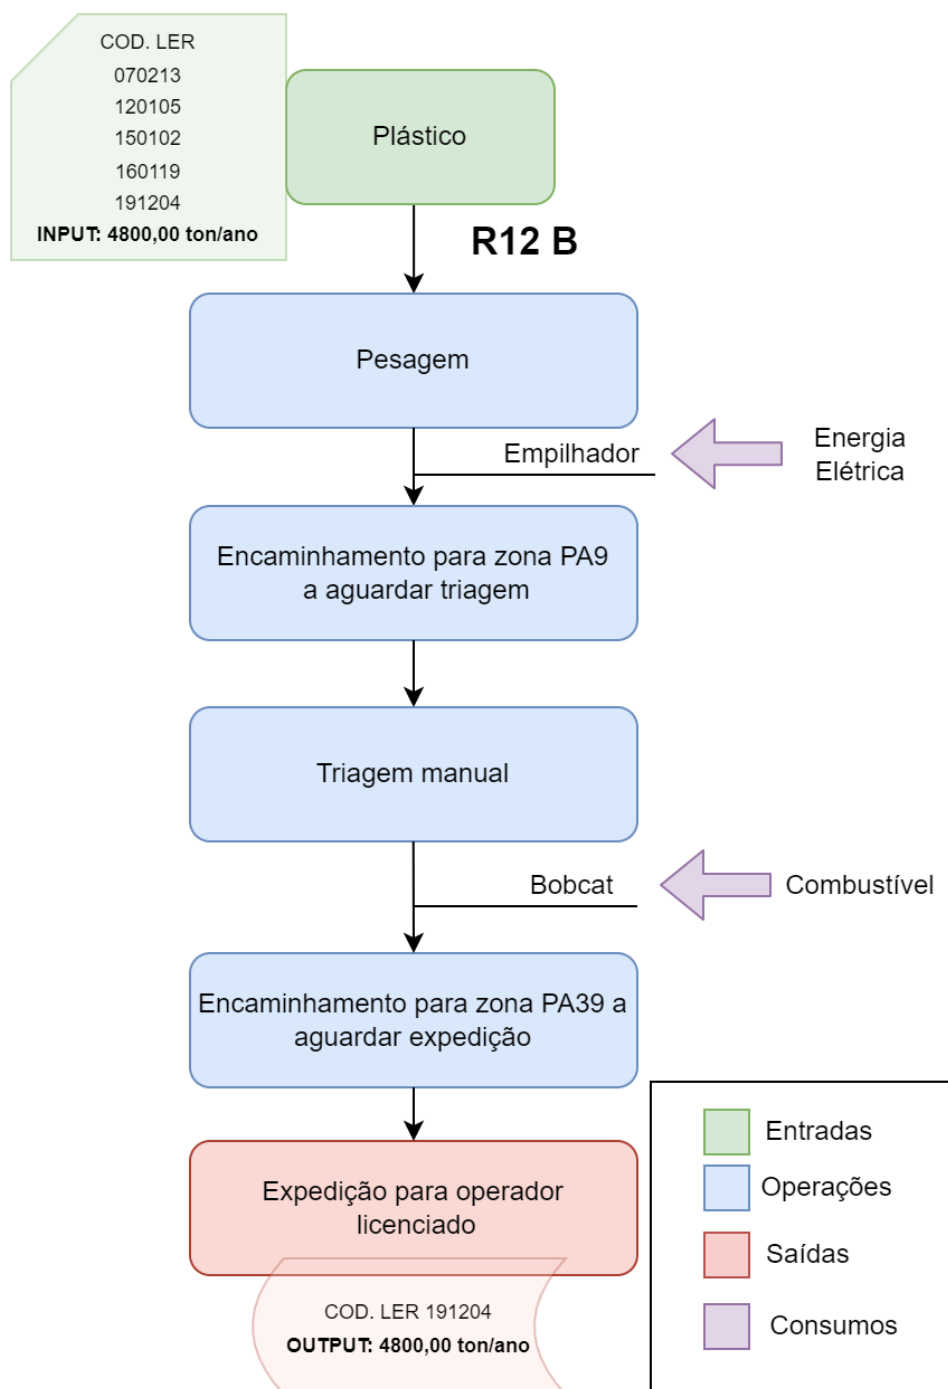 COD. LER
070213
120105
150102
160119
191204
INPUT: 4800,00 ton/ano
Plástico
R12 B
Pesagem
Empilhador
Energia
Elétrica
Encaminhamento para zona PA9
a aguardar triagem
Triagem manual
Bobcat
Combustível
Encaminhamento para zona PA39 a
aguardar expedição
Expedição para operador
licenciado
COD. LER 191204
OUTPUT: 4800,00 ton/ano
Entradas
Operações
Saídas
Consumos